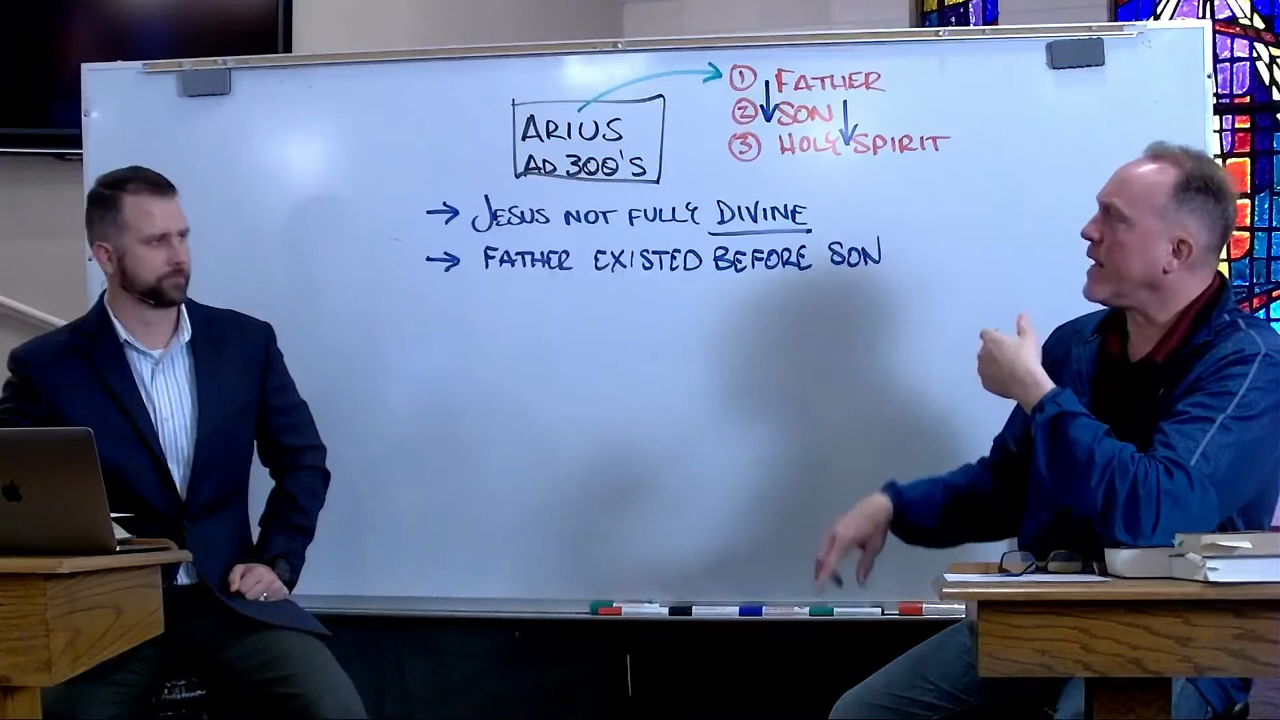 ① FATHER
② SON
③ HOLY SPIRIT
ARIUS
AD 300'S
→ JESUS NOT FULLY DIVINE
→ FATHER EXISTED BEFORE SON